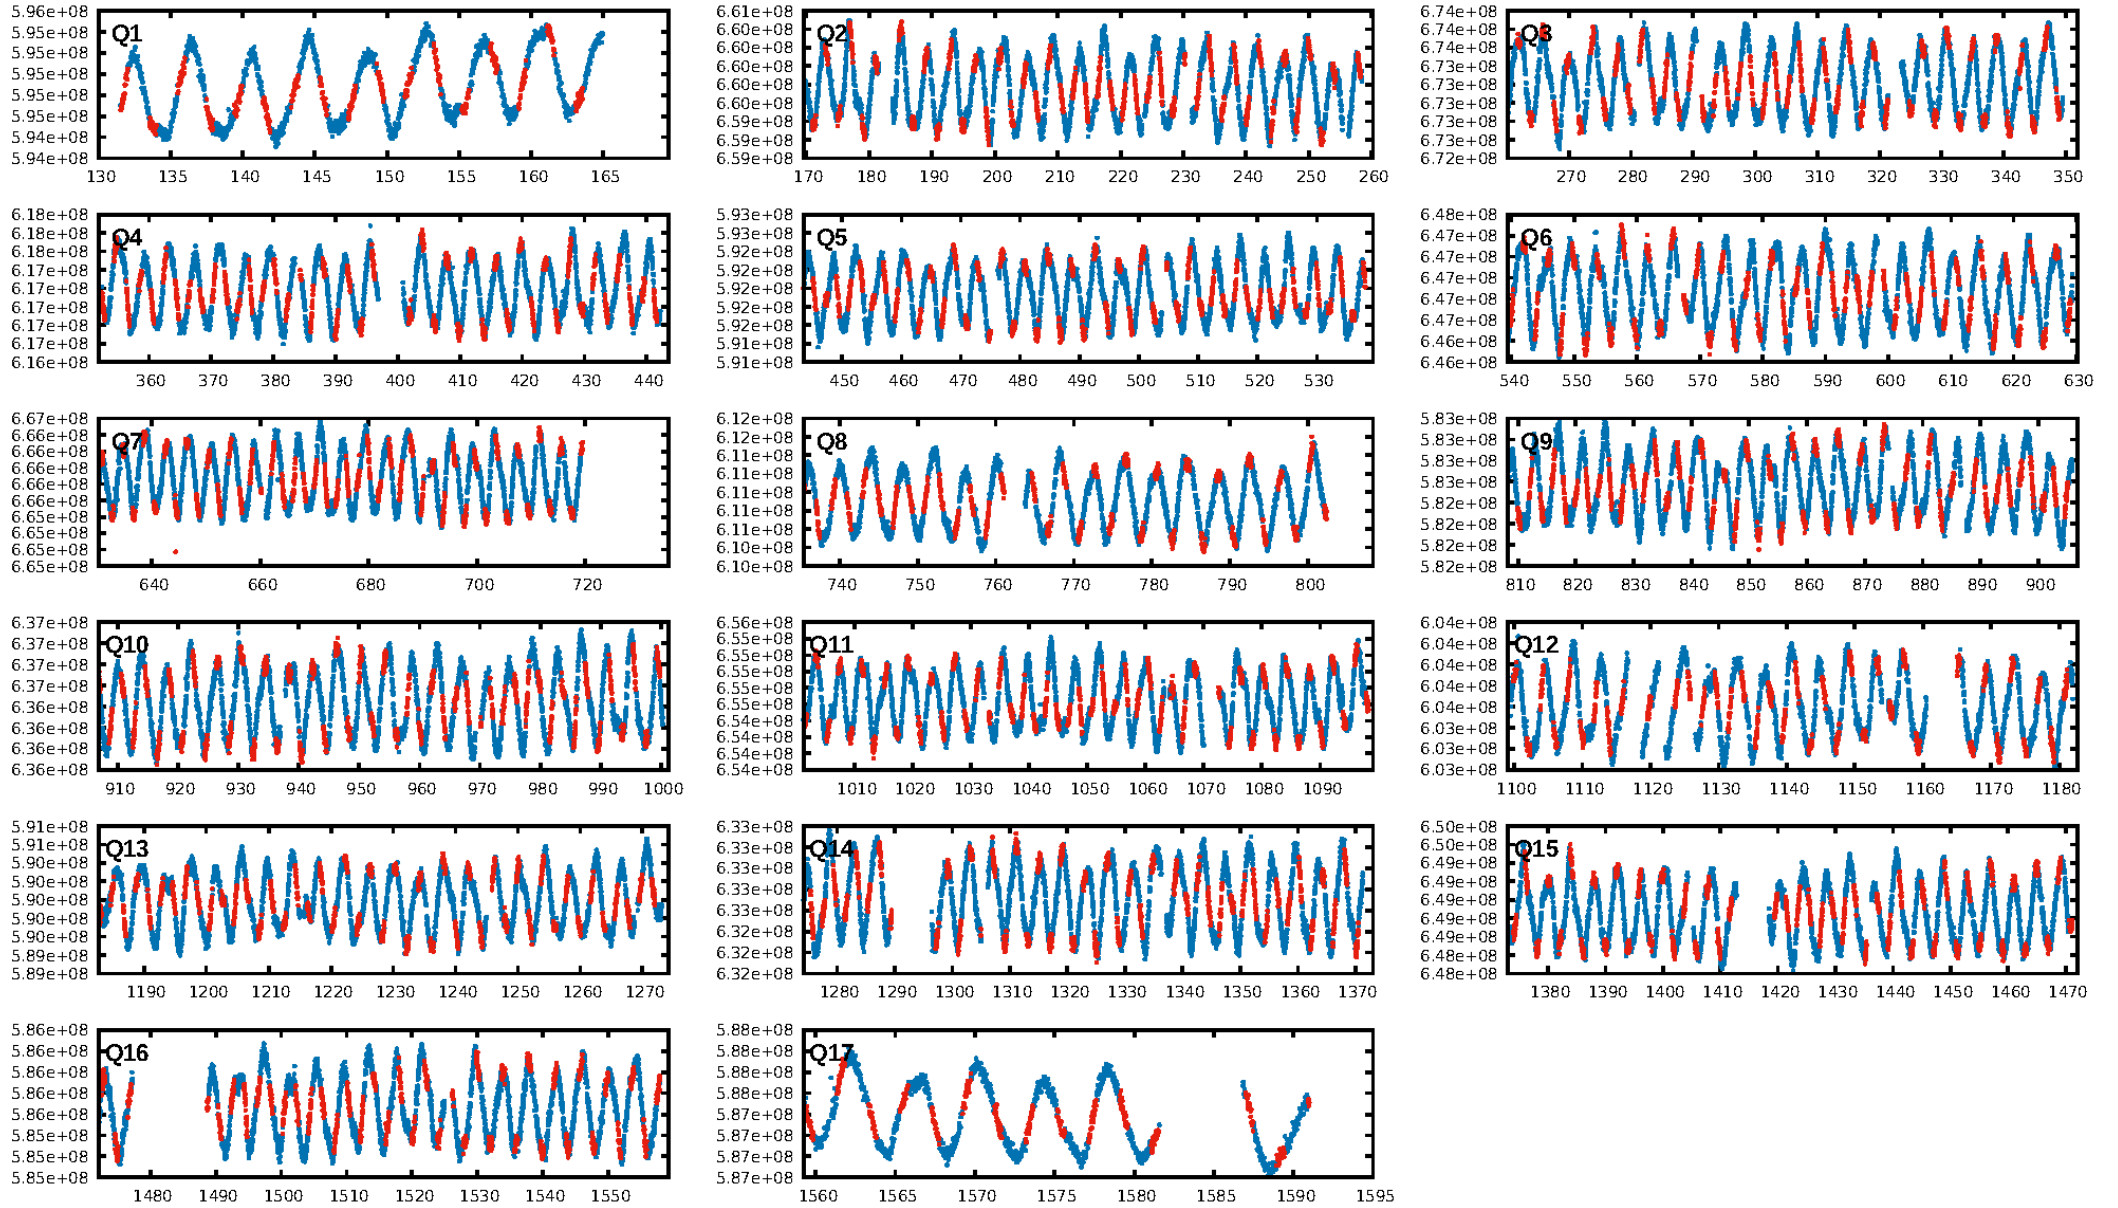 5.96e+08
5.95e+08
5.95e+08
5.95e+08
5.95e+08
5.95e+08
5.94e+08
5.94e+08
Q1
130 135 140 145 150 155 160 165
6.61e+08
6.60e+08
6.60e+08
6.60e+08
6.60e+08
6.60e+08
6.59e+08
6.59e+08
6.59e+08
Q2
170 180 190 200 210 220 230 240 250 260
6.74e+08
6.74e+08
6.74e+08
6.73e+08
6.73e+08
6.73e+08
6.73e+08
6.73e+08
6.72e+08
Q3
270 280 290 300 310 320 330 340 350
6.18e+08
6.18e+08
6.18e+08
6.17e+08
6.17e+08
6.17e+08
6.17e+08
6.17e+08
6.16e+08
Q4
360 370 380 390 400 410 420 430 440
5.93e+08
5.93e+08
5.92e+08
5.92e+08
5.92e+08
5.92e+08
5.92e+08
5.91e+08
5.91e+08
Q5
450 460 470 480 490 500 510 520 530
6.48e+08
6.47e+08
6.47e+08
6.47e+08
6.47e+08
6.47e+08
6.46e+08
6.46e+08
Q6
540 550 560 570 580 590 600 610 620 630
6.67e+08
6.66e+08
6.66e+08
6.66e+08
6.66e+08
6.65e+08
6.65e+08
6.65e+08
Q7
640 660 680 700 720
6.12e+08
6.12e+08
6.11e+08
6.11e+08
6.11e+08
6.11e+08
6.11e+08
6.10e+08
6.10e+08
Q8
740 750 760 770 780 790 800
5.83e+08
5.83e+08
5.83e+08
5.83e+08
5.82e+08
5.82e+08
5.82e+08
5.82e+08
Q9
810 820 830 840 850 860 870 880 890 900
6.37e+08
6.37e+08
6.37e+08
6.37e+08
6.36e+08
6.36e+08
6.36e+08
6.36e+08
Q10
910 920 930 940 950 960 970 980 990 1000
6.56e+08
6.55e+08
6.55e+08
6.55e+08
6.55e+08
6.55e+08
6.54e+08
6.54e+08
6.54e+08
6.54e+08
Q11
1010 1020 1030 1040 1050 1060 1070 1080 1090
6.04e+08
6.04e+08
6.04e+08
6.04e+08
6.04e+08
6.03e+08
6.03e+08
6.03e+08
Q12
1100 1110 1120 1130 1140 1150 1160 1170 1180
5.91e+08
5.91e+08
5.90e+08
5.90e+08
5.90e+08
5.90e+08
5.90e+08
5.89e+08
5.89e+08
Q13
1190 1200 1210 1220 1230 1240 1250 1260 1270
6.33e+08
6.33e+08
6.33e+08
6.33e+08
6.33e+08
6.32e+08
6.32e+08
6.32e+08
Q14
1280 1290 1300 1310 1320 1330 1340 1350 1360 1370
6.50e+08
6.50e+08
6.49e+08
6.49e+08
6.49e+08
6.49e+08
6.49e+08
6.48e+08
6.48e+08
Q15
1380 1390 1400 1410 1420 1430 1440 1450 1460 1470
5.86e+08
5.86e+08
5.86e+08
5.86e+08
5.86e+08
5.85e+08
5.85e+08
5.85e+08
Q16
1480 1490 1500 1510 1520 1530 1540 1550
5.88e+08
5.88e+08
5.88e+08
5.88e+08
5.87e+08
5.87e+08
5.87e+08
5.87e+08
Q17
1560 1565 1570 1575 1580 1585 1590 1595